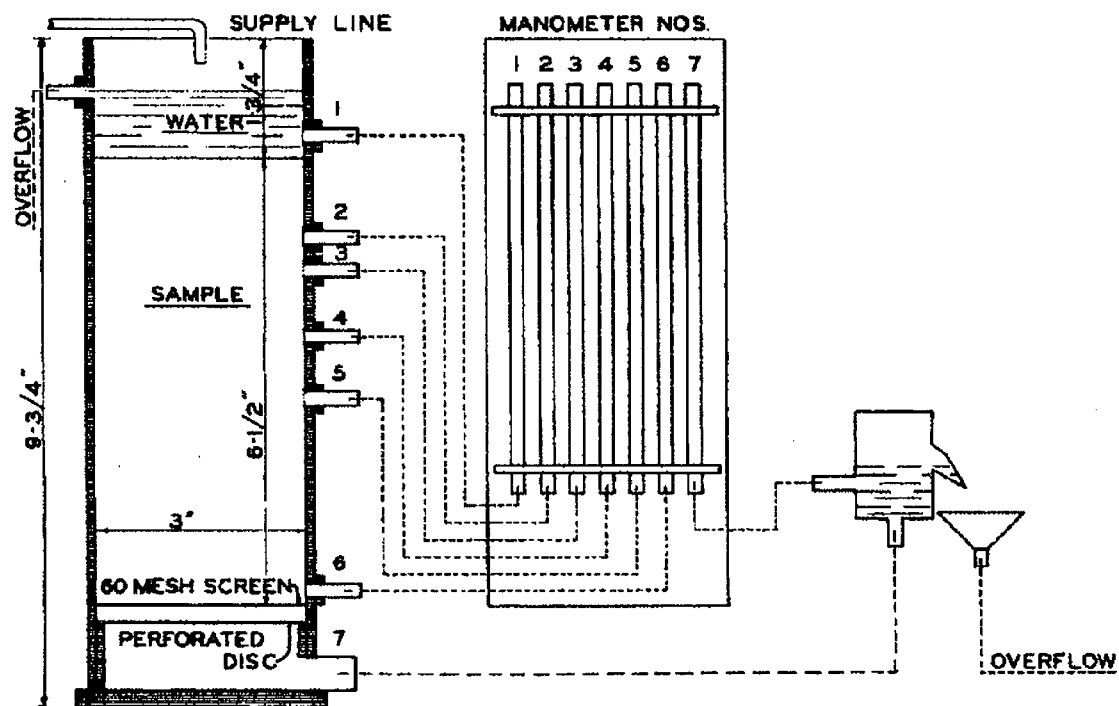 SUPPLY LINE
MANOMETER NOS.
1 2 3 4 5 6 7
OVERFLOW
WATER
1-3/4"
1
2
3
SAMPLE
4
5
9-3/4"
6-1/2"
3"
6
60 MESH SCREEN
PERFORATED
DISC
7
OVERFLOW